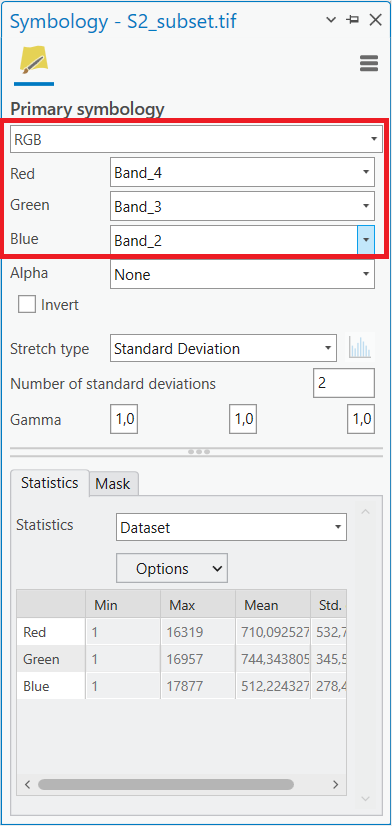 Symbology - S2_subset.tif
Primary symbology
RGB
Red Band_4
Green Band_3
Blue Band_2
Alpha None
Invert
Stretch type Standard Deviation
Number of standard deviations 2
Gamma 1,0 1,0 1,0
Statistics Mask
Statistics Dataset
Options
Min Max Mean Std.
Red 1 16319 710,092527 532,7
Green 1 16957 744,343805 345,5
Blue 1 17877 512,224327 278,4